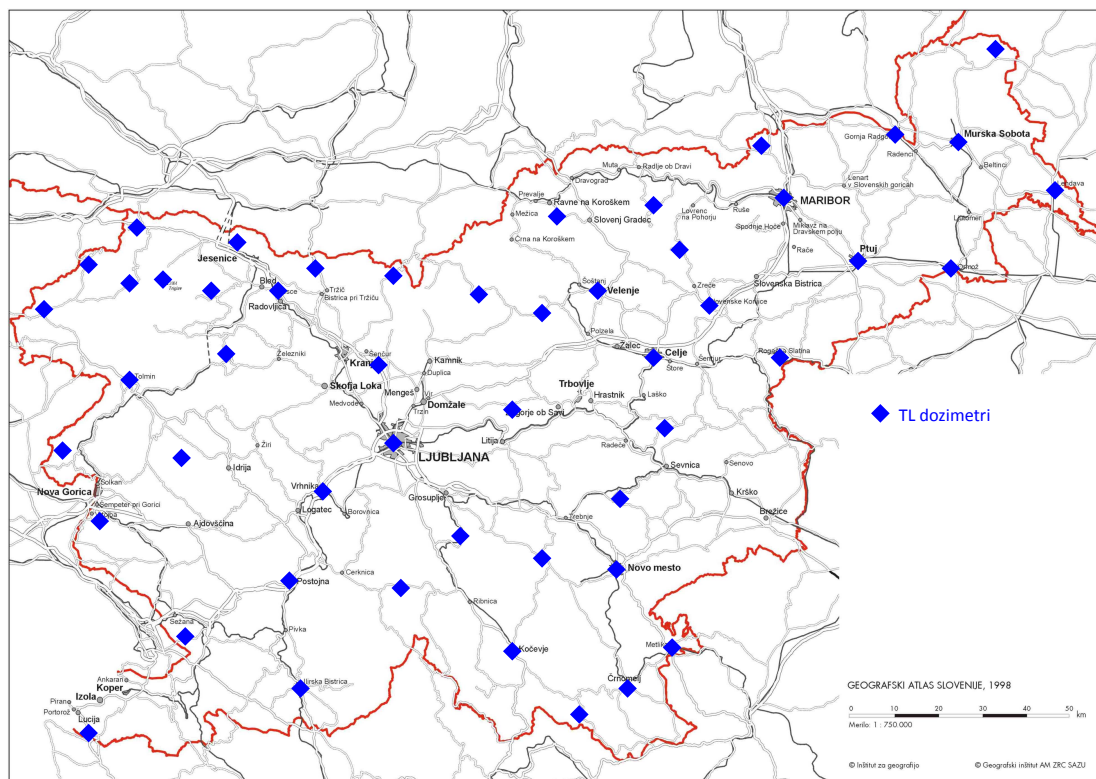 Gornja Radgo
Murska Sobota
Radenci
Beltinci
Muta
Radlje ob Dravi
Dravograd
Lenart
v Slovenskih goricah
Lendava
Prevalje
Ravne na Koroškem
Mežica
Slovenj Gradec
Lovrenc
na Pohorju
Ruše
MARIBOR
Spodnje Hoče
Miklavž na
Dravskem polju
Ljutomer
Črna na Koroškem
Rače
Ptuj
Jesenice
Ormož
Bled
Šoštanj
Velenje
Zreče
Slovenska Bistrica
Tržič
Bistrica pri Tržiču
Radovljica
Slovenske Konjice
Polzela
Žalec
Celje
Štore
Šentjur
Rogaška Slatina
Železniki
Šenčur
Kranj
Kamnik
Duplica
Tolmin
Škofja Loka
Mengeš
Vir
Domžale
Trzin
Medvode
Trbovlje
Hrastnik
Zagorje ob Savi
Laško
TL dozimetri
Žiri
Litija
Radeče
LJUBLJANA
Idrija
Sevnica
Senovo
Solkan
Nova Gorica
Vrhnika
Grosuplje
Krško
Šempeter pri Gorici
Logatec
Borovnica
Trebnje
Brežice
Ajdovščina
Novo mesto
Cerknica
Postojna
Ribnica
Sežana
Pivka
Metlika
Kočevje
Ankaran
Koper
Ilirska Bistrica
Črnomelj
Izola
Piran
Portorož
Lucija
GEOGRAFSKI ATLAS SLOVENIJE, 1998
0 10 20 30 40 50 km
Merilo: 1 : 750 000
© Inštitut za geografijo
© Geografski inštitut AM ZRC SAZU